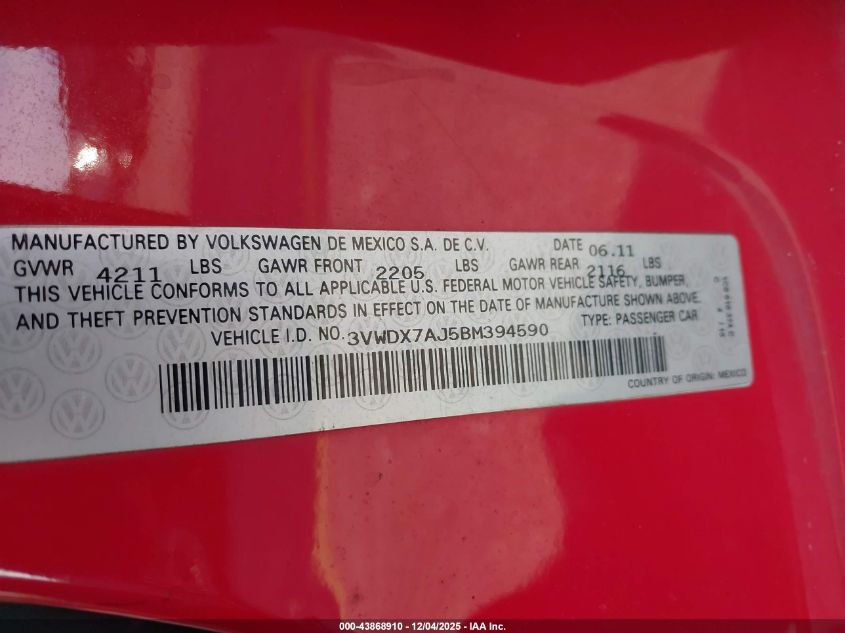 MANUFACTURED BY VOLKSWAGEN DE MEXICO S.A. DE C.V. DATE 06.11
GVWR 4211 LBS GAWR FRONT 2205 LBS GAWR REAR 2116 LBS
THIS VEHICLE CONFORMS TO ALL APPLICABLE U.S. FEDERAL MOTOR VEHICLE SAFETY, BUMPER,
AND THEFT PREVENTION STANDARDS IN EFFECT ON THE DATE OF MANUFACTURE SHOWN ABOVE.
VEHICLE I.D. NO. 3VWDX7AJ5BM394590 TYPE: PASSENGER CAR
COUNTRY OF ORIGIN: MEXICO
000-43868910 - 12/04/2025 - IAA Inc.